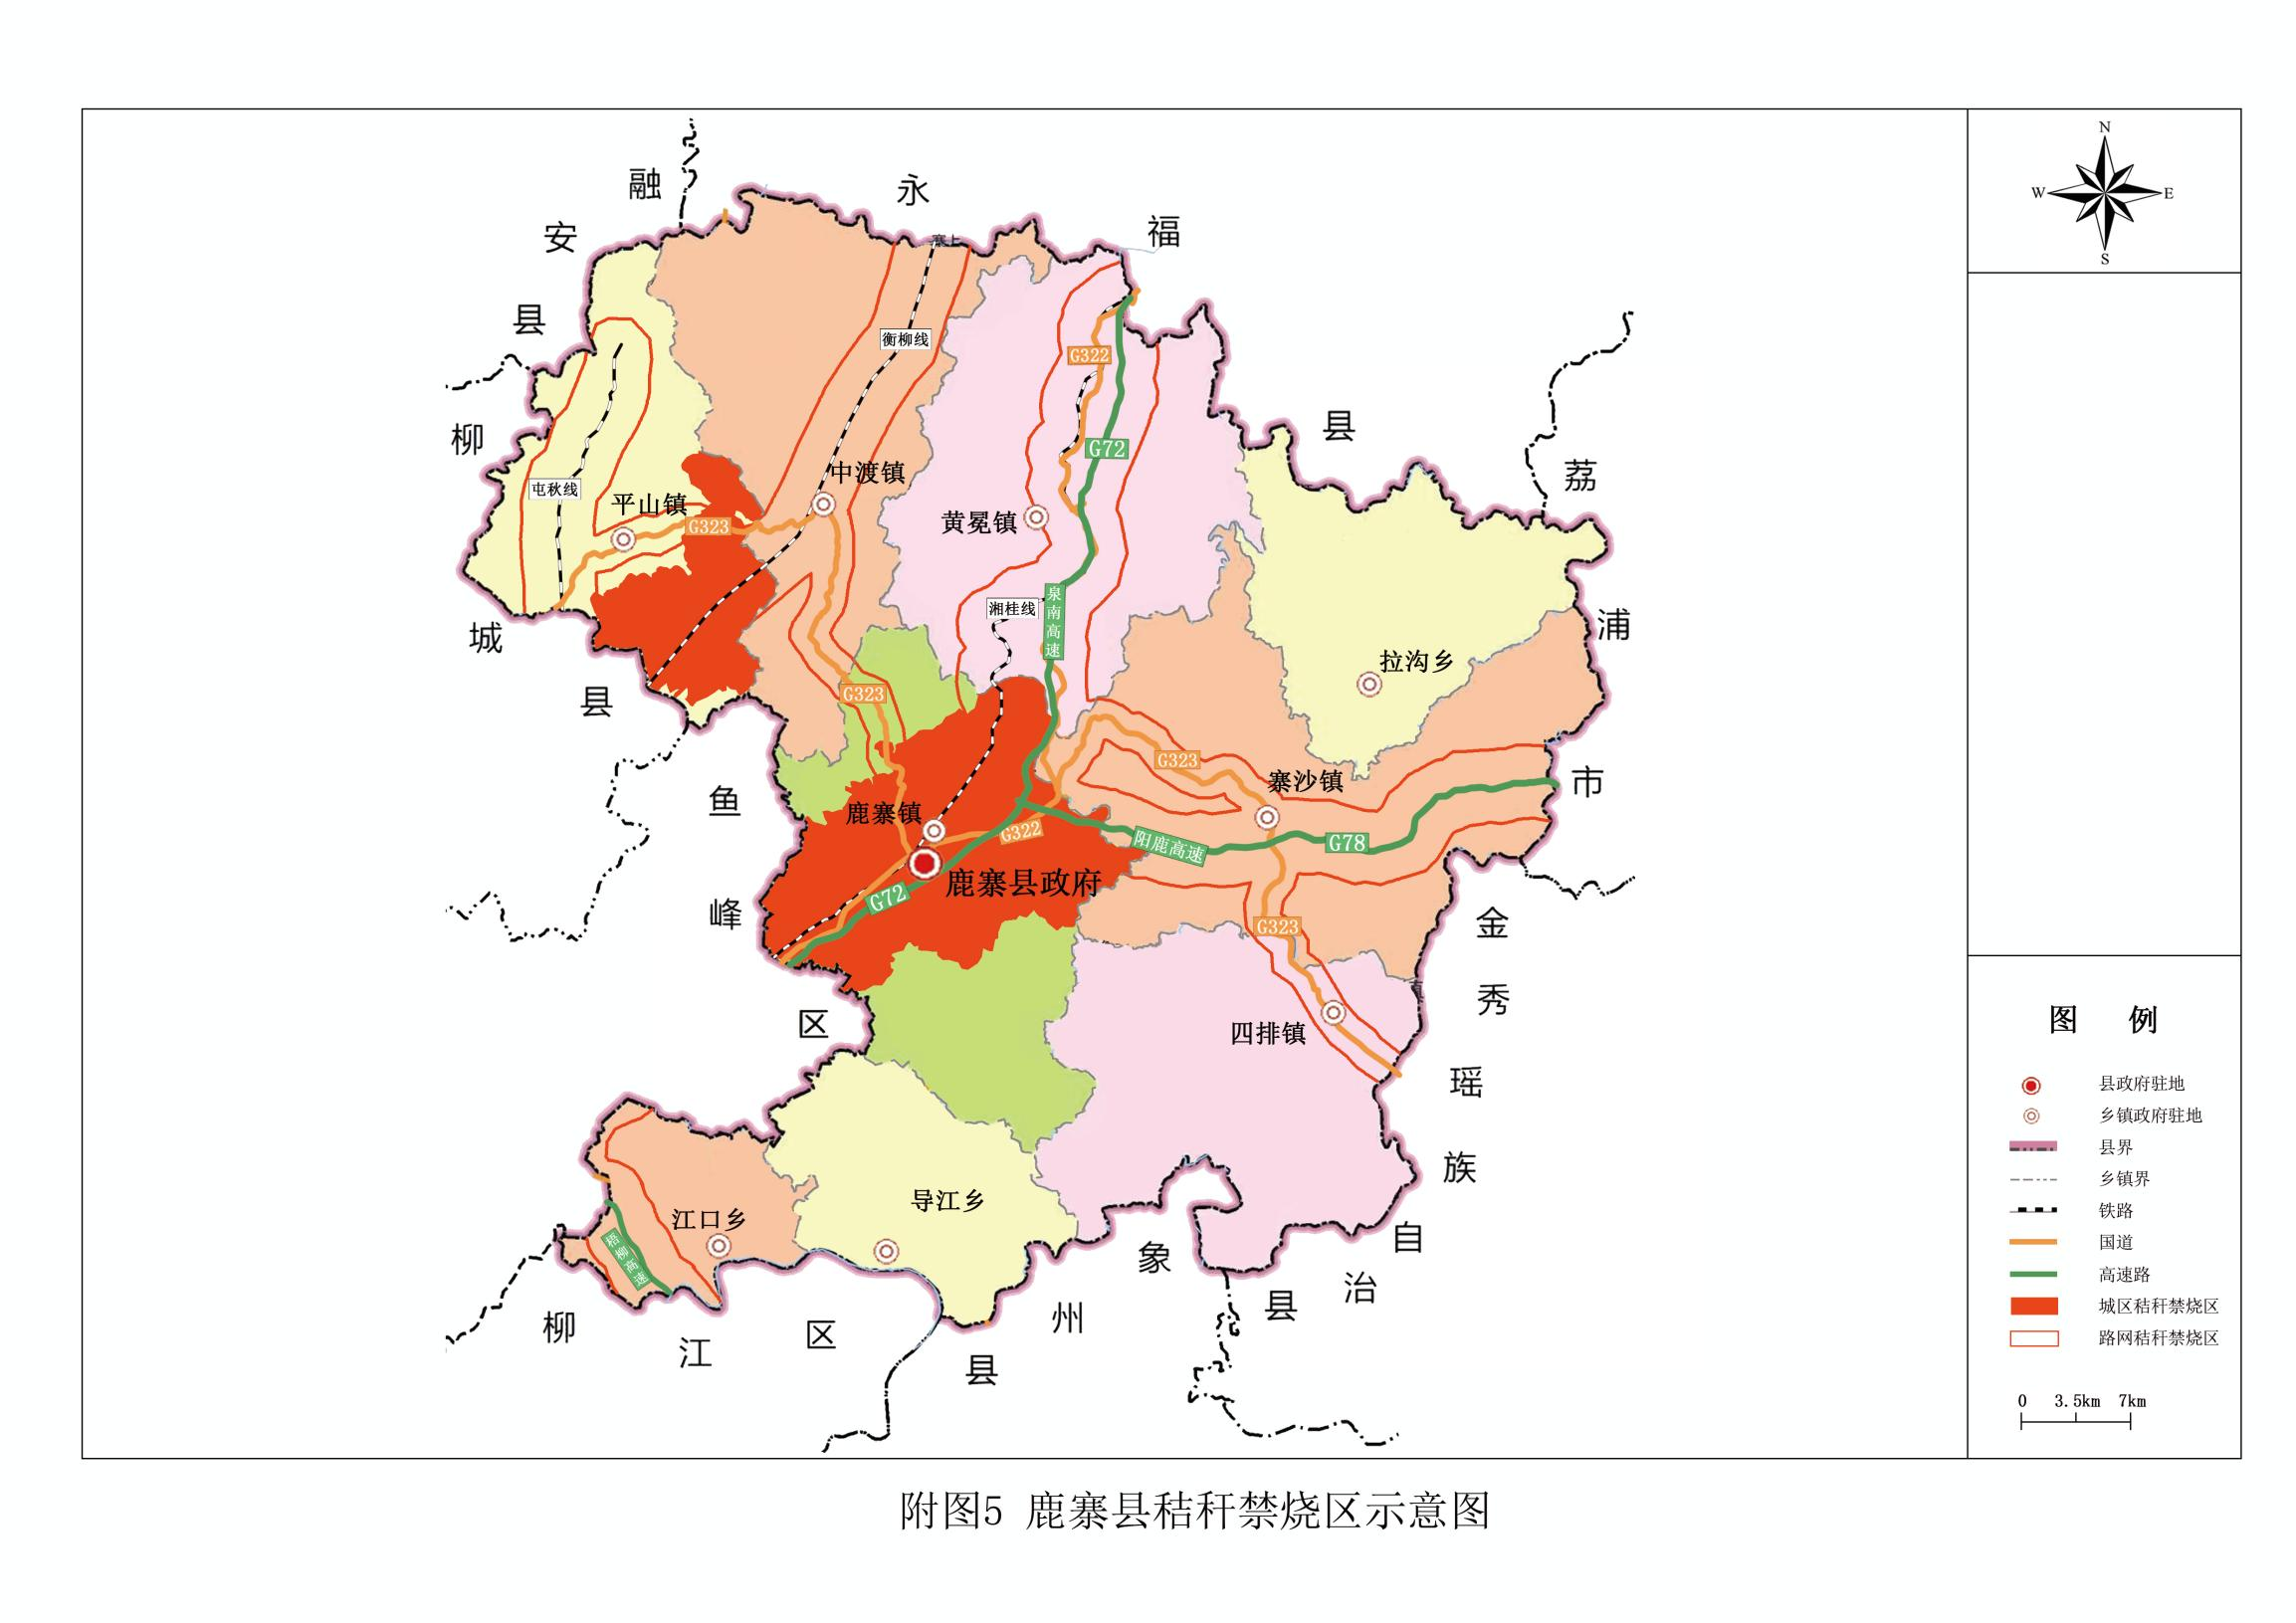 N
W
E
S
融安县
永福县
柳城县
荔浦市
鱼峰区
金秀瑶族自治县
柳江区
象州县
寨上
衡柳线
G322
G72
中渡镇
屯秋线
平山镇
G323
黄冕镇
湘桂线
泉南高速
拉沟乡
G323
G323
寨沙镇
鹿寨镇
G322
阳鹿高速
G78
鹿寨县政府
G72
G323
四排镇
导江乡
江口乡
梧柳高速
图 例
县政府驻地
乡镇政府驻地
县界
乡镇界
铁路
国道
高速路
城区秸秆禁烧区
路网秸秆禁烧区
0 3.5km 7km
附图5 鹿寨县秸秆禁烧区示意图